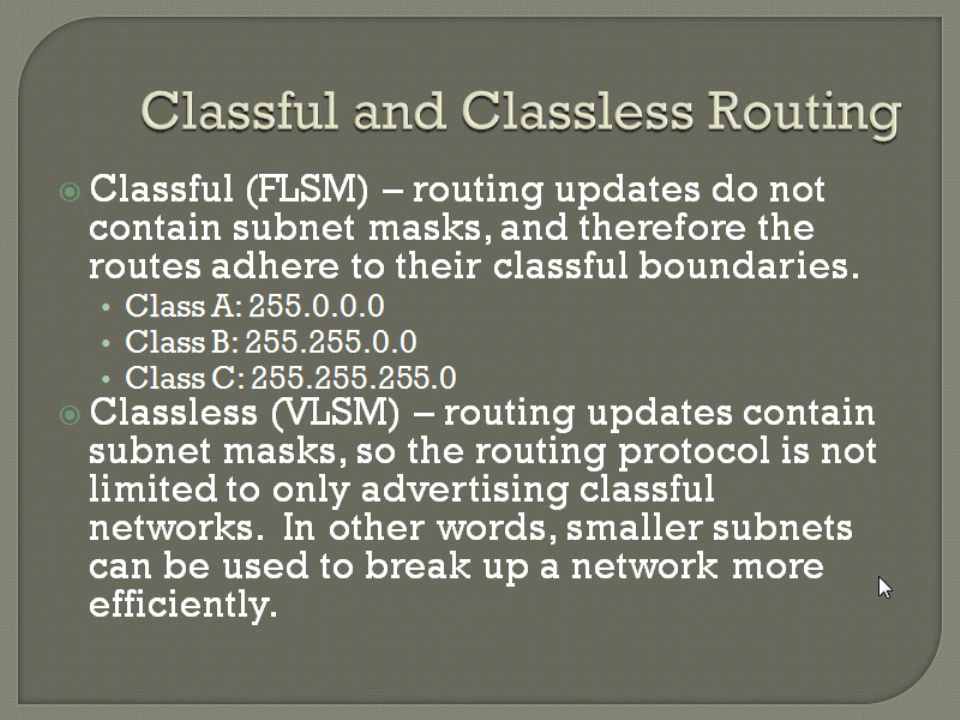 Classful and Classless Routing
Classful (FLSM) – routing updates do not
contain subnet masks, and therefore the
routes adhere to their classful boundaries.
• Class A: 255.0.0.0
• Class B: 255.255.0.0
• Class C: 255.255.255.0
Classless (VLSM) – routing updates contain
subnet masks, so the routing protocol is not
limited to only advertising classful
networks.  In other words, smaller subnets
can be used to break up a network more
efficiently.